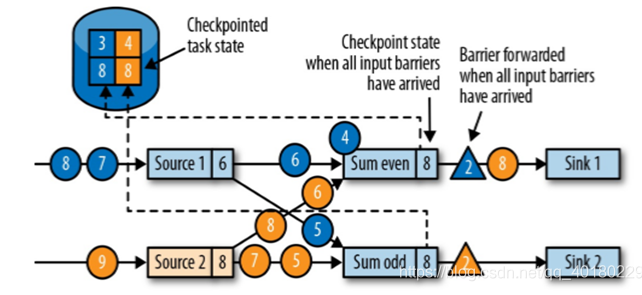 Checkpointed
task state
3 4
8 8
Checkpoint state
when all input barriers
have arrived
Barrier forwarded
when all input barriers
have arrived
4
8 7 Source 1 6 6 Sum even 8 2 8 Sink 1
6
8 5
9 Source 2 8 7 5 Sum odd 8 2 Sink 2
https://blog.csdn.net/qq_40180229